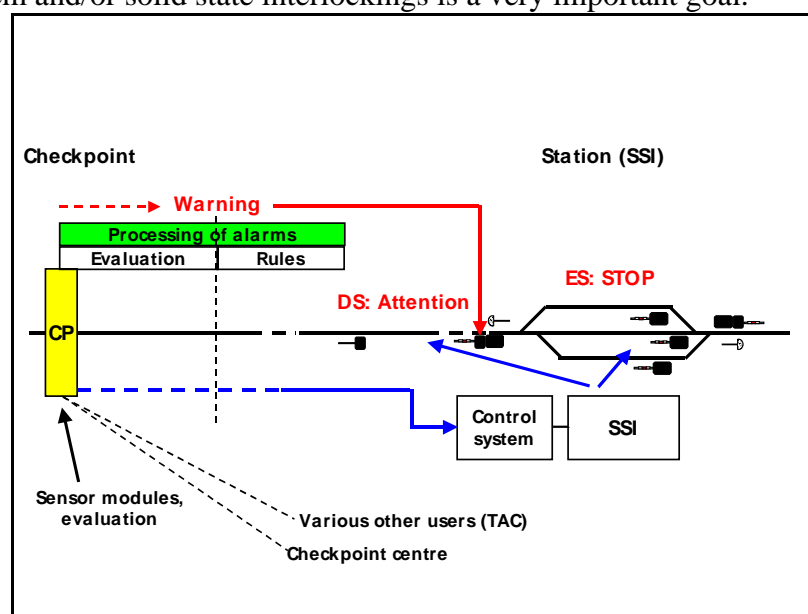 and/or solid state interlockings is a very important goal.
Checkpoint
Station (SSI)
Warning
Processing of alarms
Evaluation
Rules
ES: STOP
DS: Attention
CP
Control
system
SSI
Sensor modules,
evaluation
Various other users (TAC)
Checkpoint centre